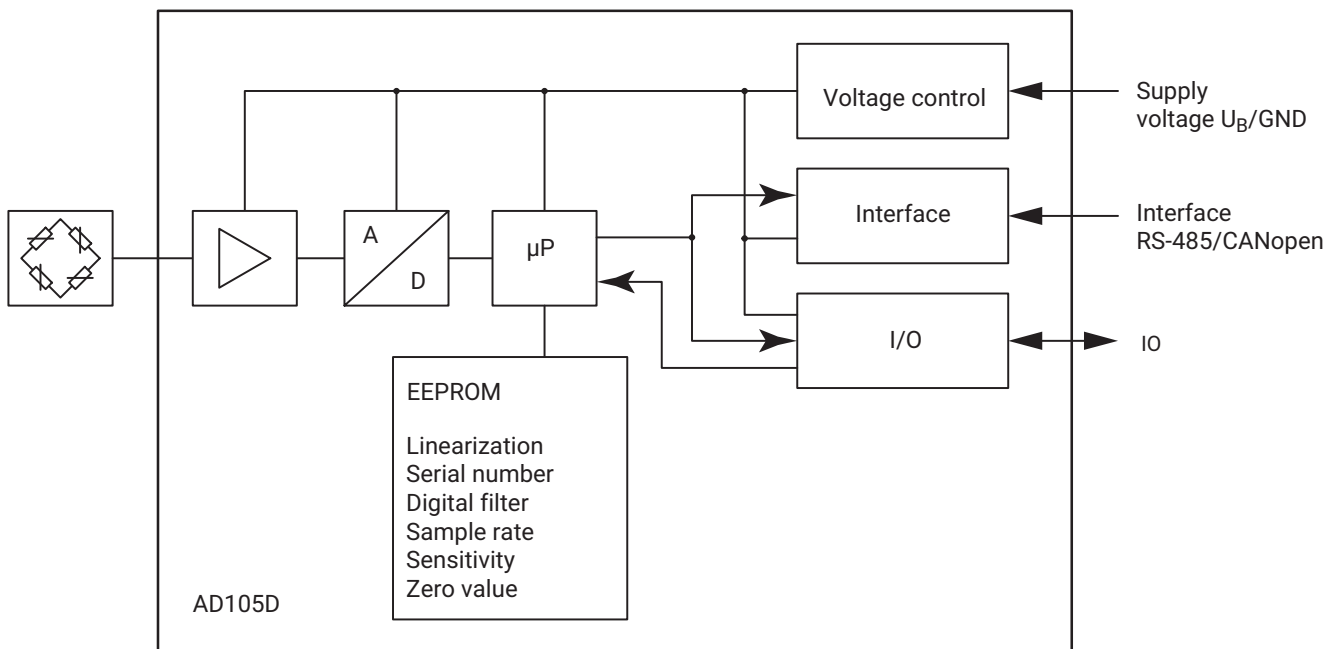 Voltage control
Supply
voltage UB/GND
Interface
Interface
RS-485/CANopen
A
D
µP
I/O
IO
EEPROM
Linearization
Serial number
Digital filter
Sample rate
Sensitivity
Zero value
AD105D